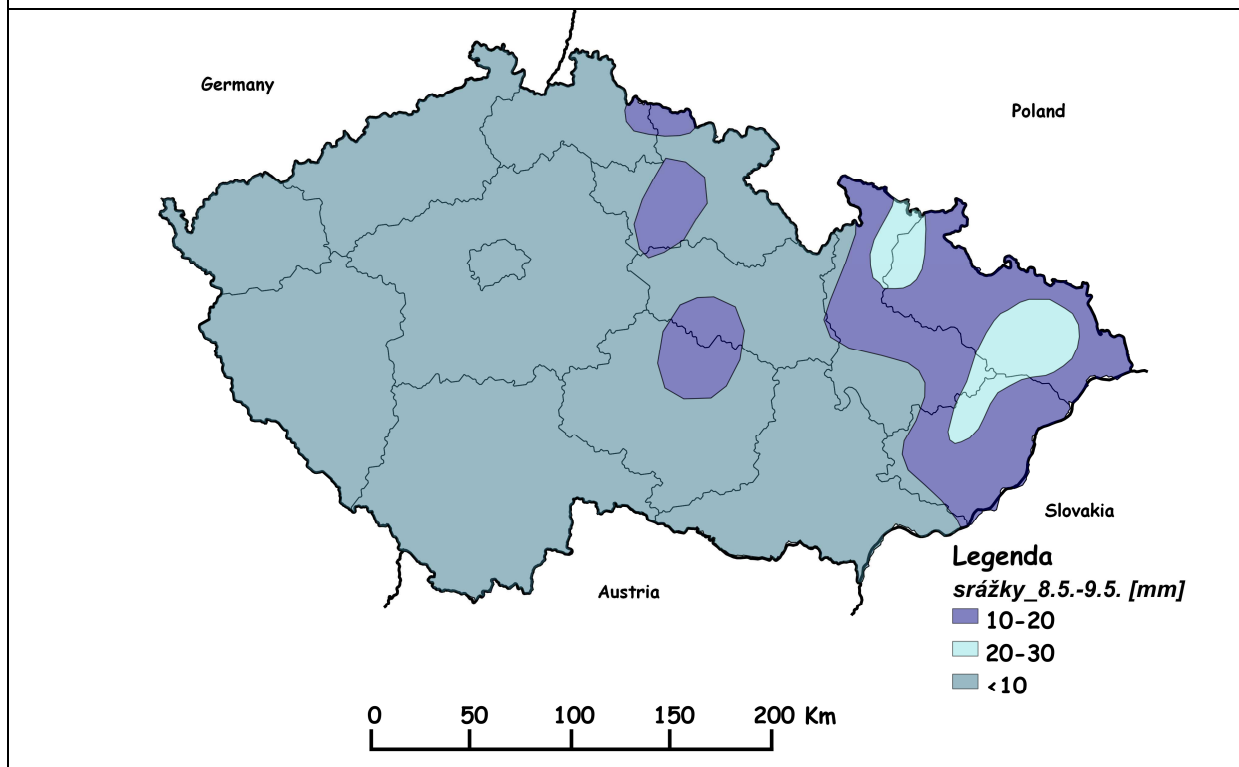 Germany
Poland
Slovakia
Austria
Legenda
srážky_8.5.-9.5. [mm]
10-20
20-30
<10
0 50 100 150 200 Km